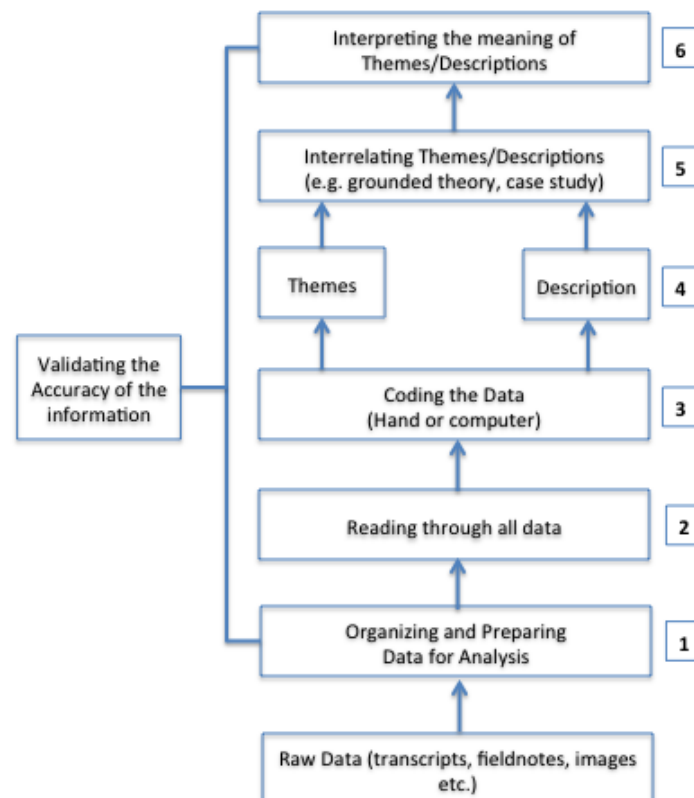 Interpreting the meaning of
Themes/Descriptions
6
Interrelating Themes/Descriptions
(e.g. grounded theory, case study)
5
Themes
Description
4
Validating the
Accuracy of the
information
Coding the Data
(Hand or computer)
3
Reading through all data
2
Organizing and Preparing
Data for Analysis
1
Raw Data (transcripts, fieldnotes, images
etc.)